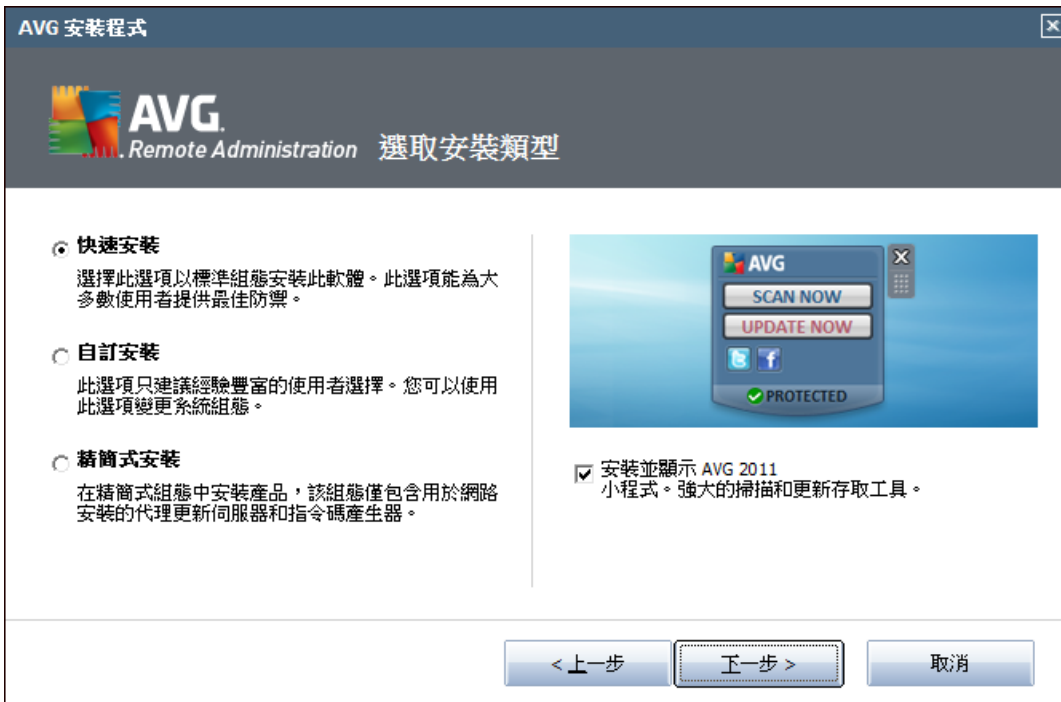 AVG 安裝程式
AVG.
Remote Administration 選取安裝類型
快速安裝
選擇此選項以標準組態安裝此軟體。此選項能為大
多數使用者提供最佳防禦。
自訂安裝
此選項只建議經驗豐富的使用者選擇。您可以使用
此選項變更系統組態。
精簡式安裝
在精簡式組態中安裝產品，該組態僅包含用於網路
安裝的代理更新伺服器和指令碼產生器。
AVG
SCAN NOW
UPDATE NOW
PROTECTED
安裝並顯示 AVG 2011
小程式。強大的掃描和更新存取工具。
< 上一步
下一步 >
取消